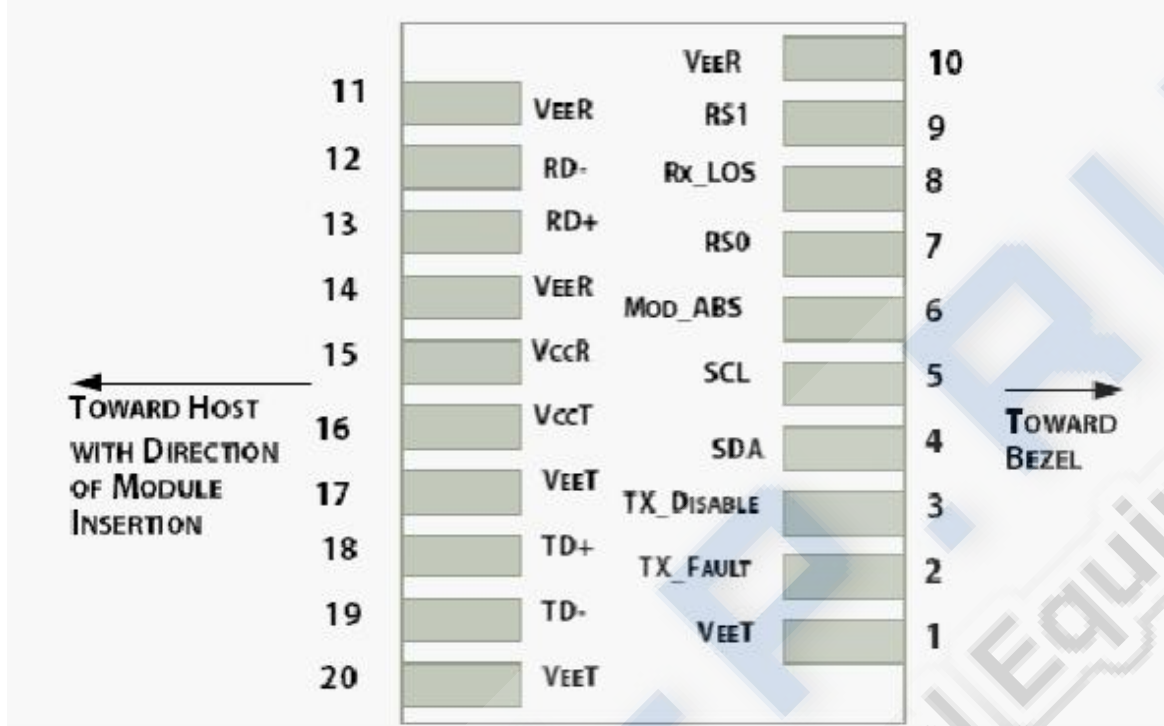 11
VEER
12
RD-
13
RD+
14
VEER
15
VccR
16
VccT
17
VEET
18
TD+
19
TD-
20
VEET
VEER
10
RS1
9
Rx_LOS
8
RS0
7
MOD_ABS
6
SCL
5
SDA
4
TX_DISABLE
3
TX_FAULT
2
VEET
1
TOWARD HOST
WITH DIRECTION
OF MODULE
INSERTION
TOWARD
BEZEL